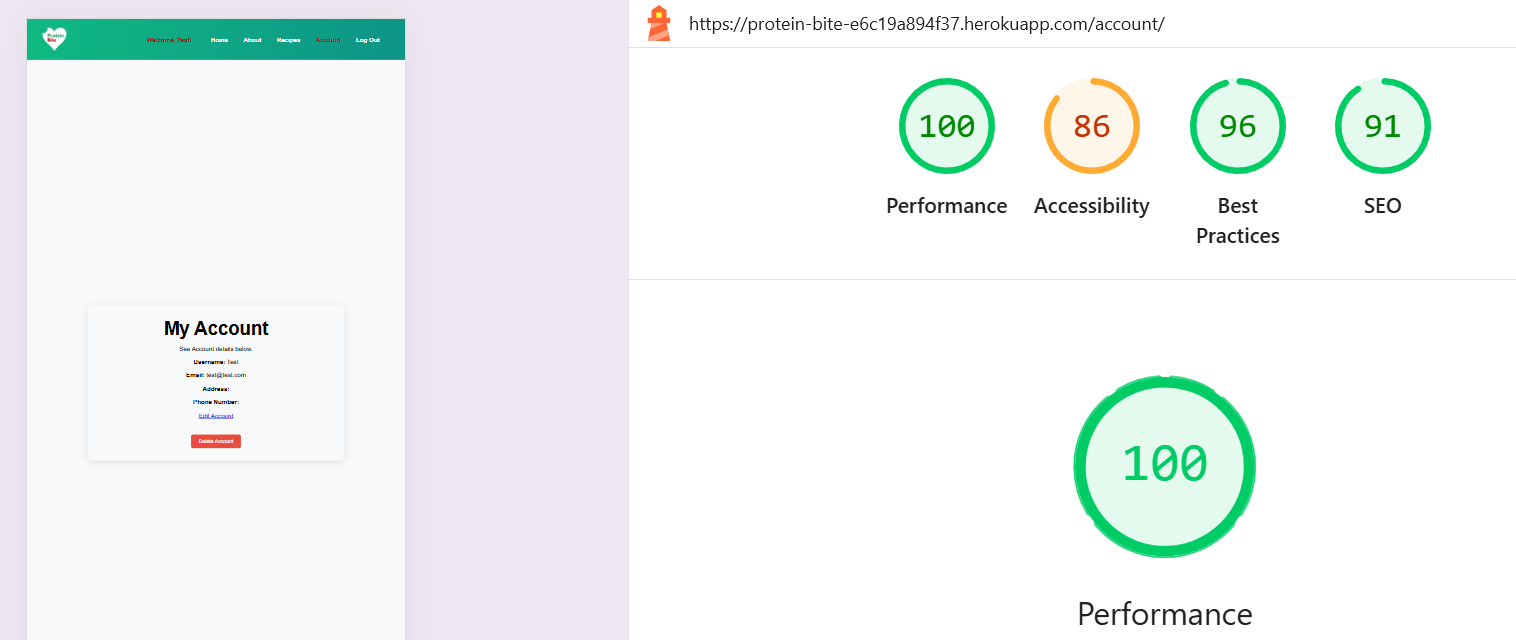 Protein
Bite
Welcome, Test!
Home
About
Recipes
Account
Log Out
My Account
See Account details below.
Username: Test
Email: test@test.com
Address:
Phone Number:
Edit Account
Delete Account
https://protein-bite-e6c19a894f37.herokuapp.com/account/
100
86
96
91
Performance
Accessibility
Best
Practices
SEO
100
Performance